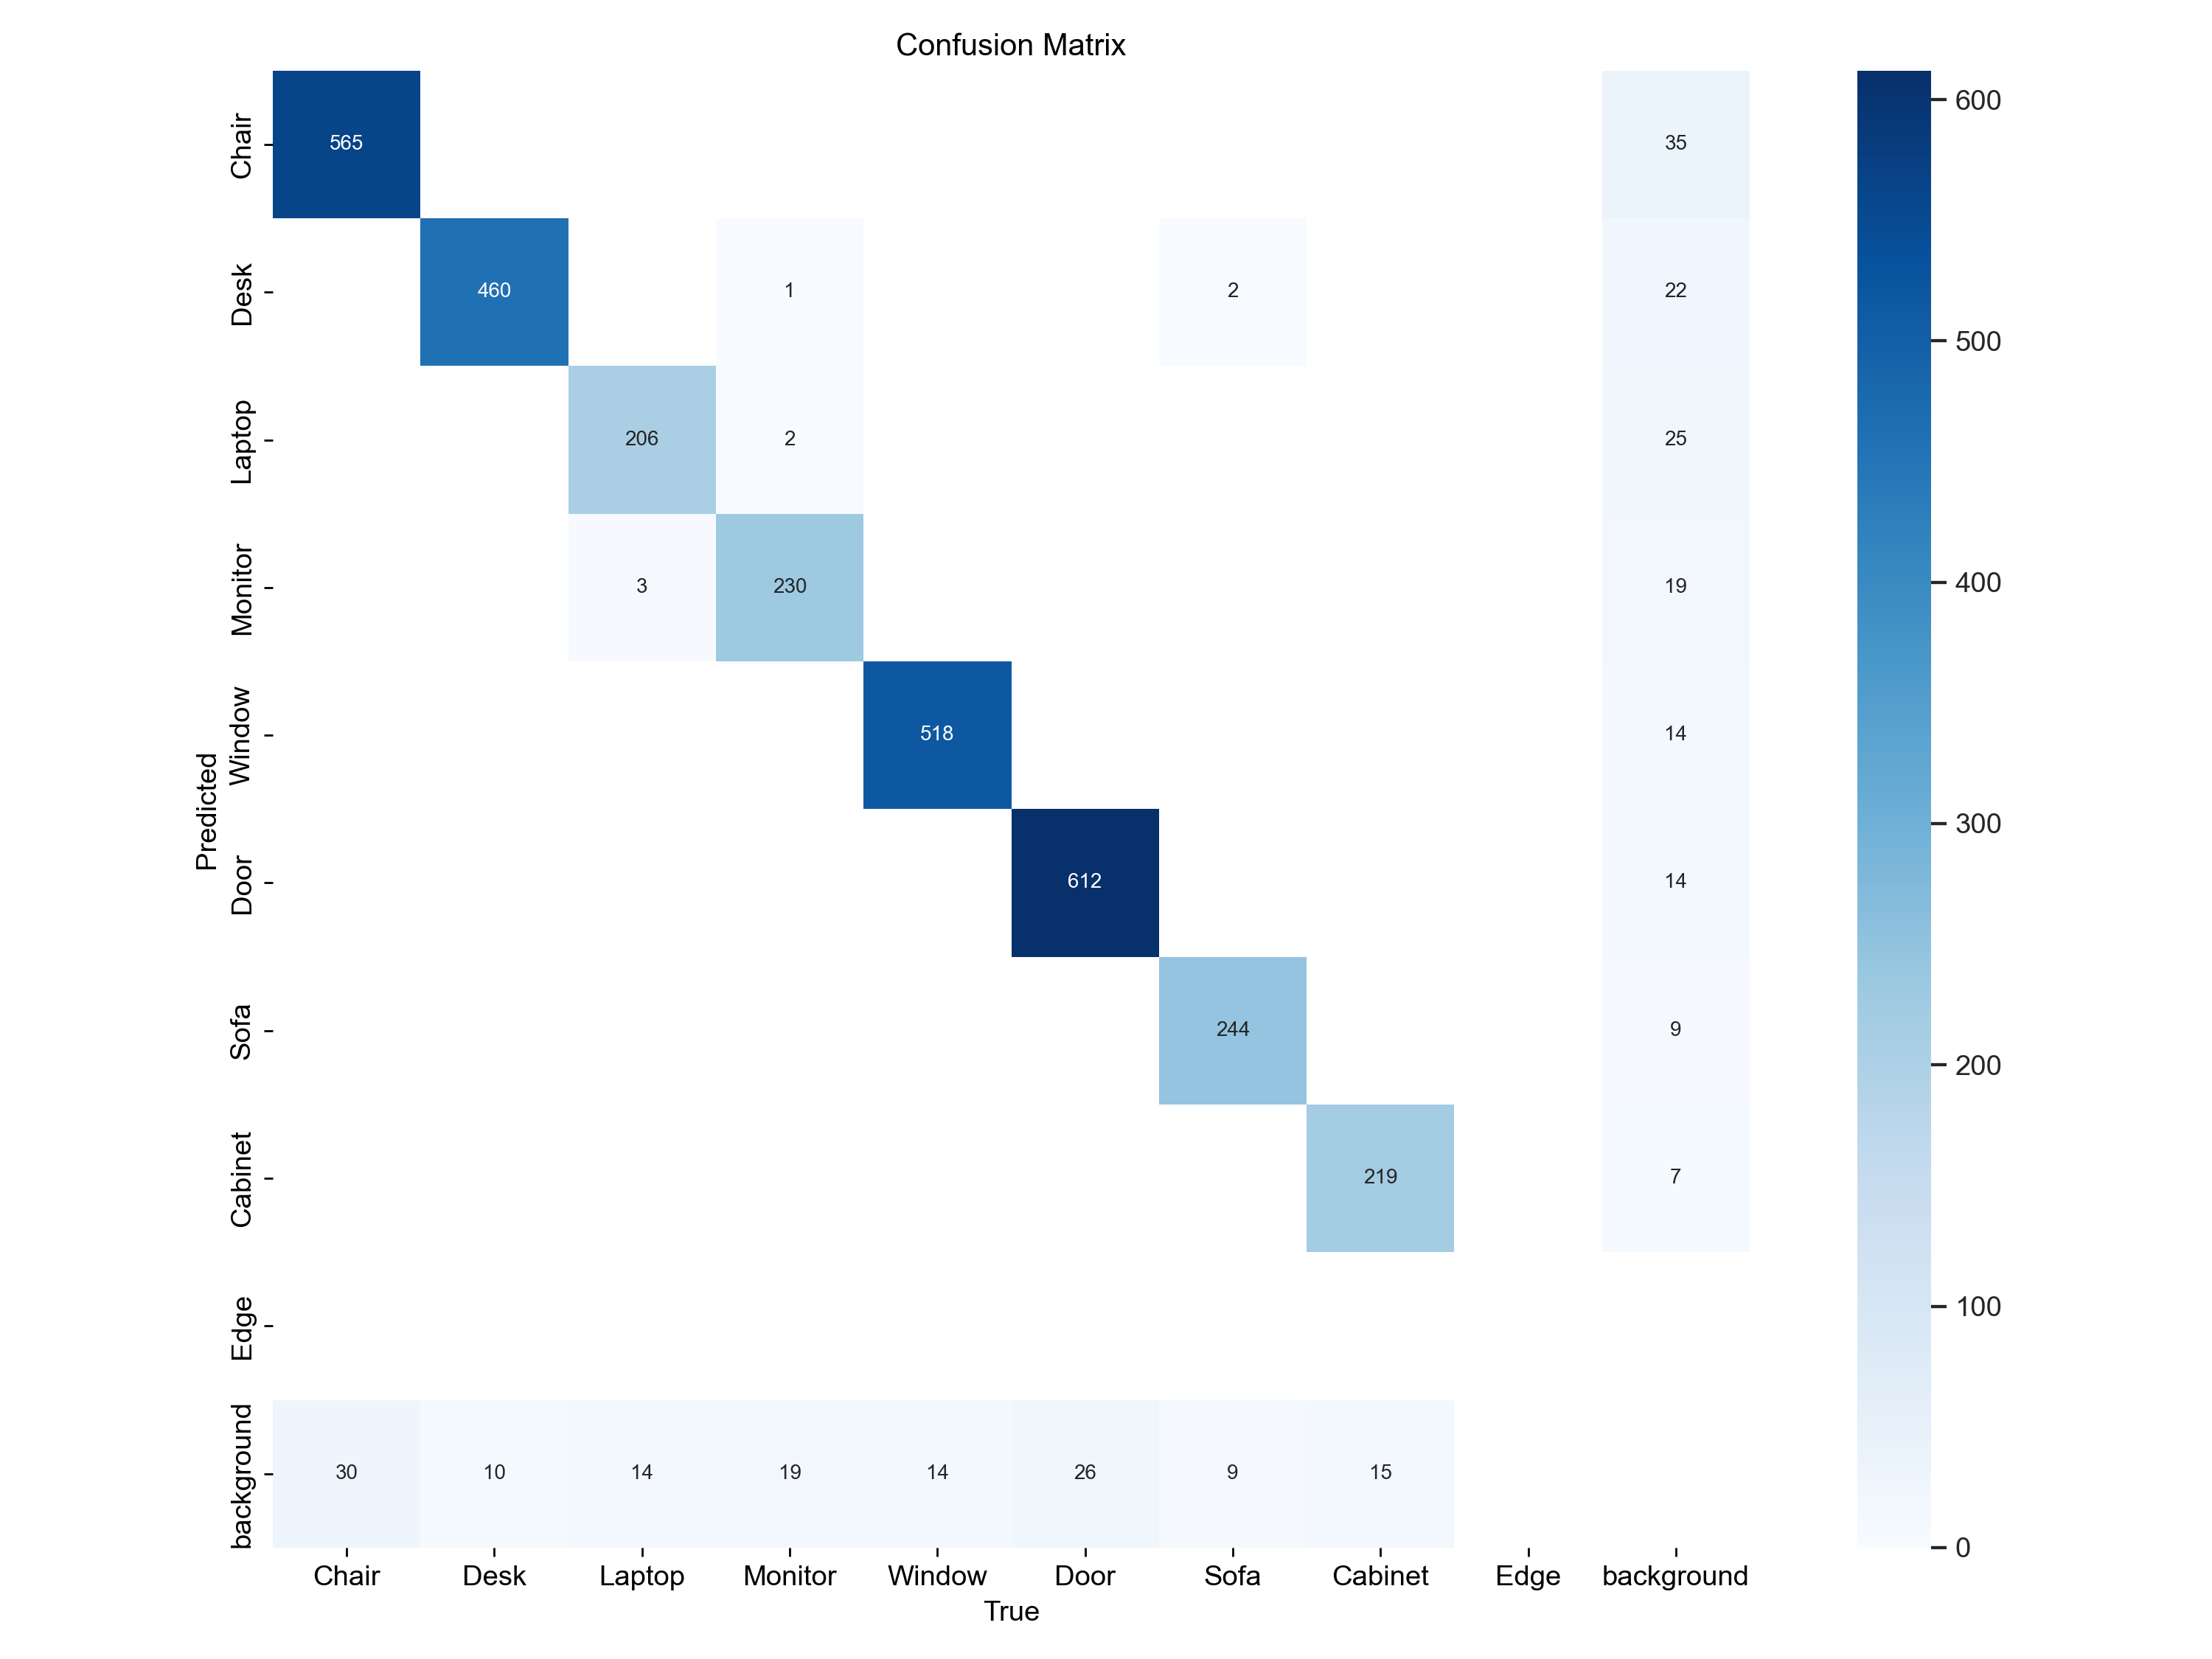 Confusion Matrix
Chair 565 35
Desk 460 1 2 22
Laptop 206 2 25
Monitor 3 230 19
Window 518 14
Door 612 14
Sofa 244 9
Cabinet 219 7
Edge
background 30 10 14 19 14 26 9 15
Chair Desk Laptop Monitor Window Door Sofa Cabinet Edge background
True
Predicted
600
500
400
300
200
100
0